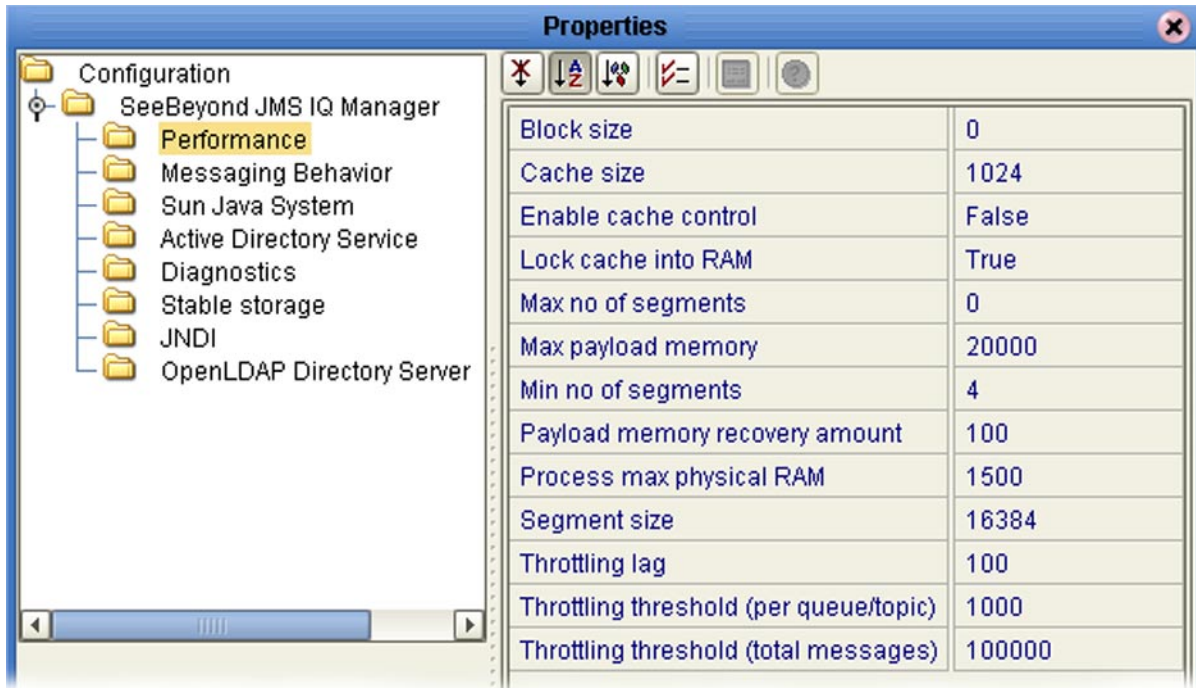 Properties
Configuration
SeeBeyond JMS IQ Manager
Performance
Messaging Behavior
Sun Java System
Active Directory Service
Diagnostics
Stable storage
JNDI
OpenLDAP Directory Server
Block size 0
Cache size 1024
Enable cache control False
Lock cache into RAM True
Max no of segments 0
Max payload memory 20000
Min no of segments 4
Payload memory recovery amount 100
Process max physical RAM 1500
Segment size 16384
Throttling lag 100
Throttling threshold (per queue/topic) 1000
Throttling threshold (total messages) 100000